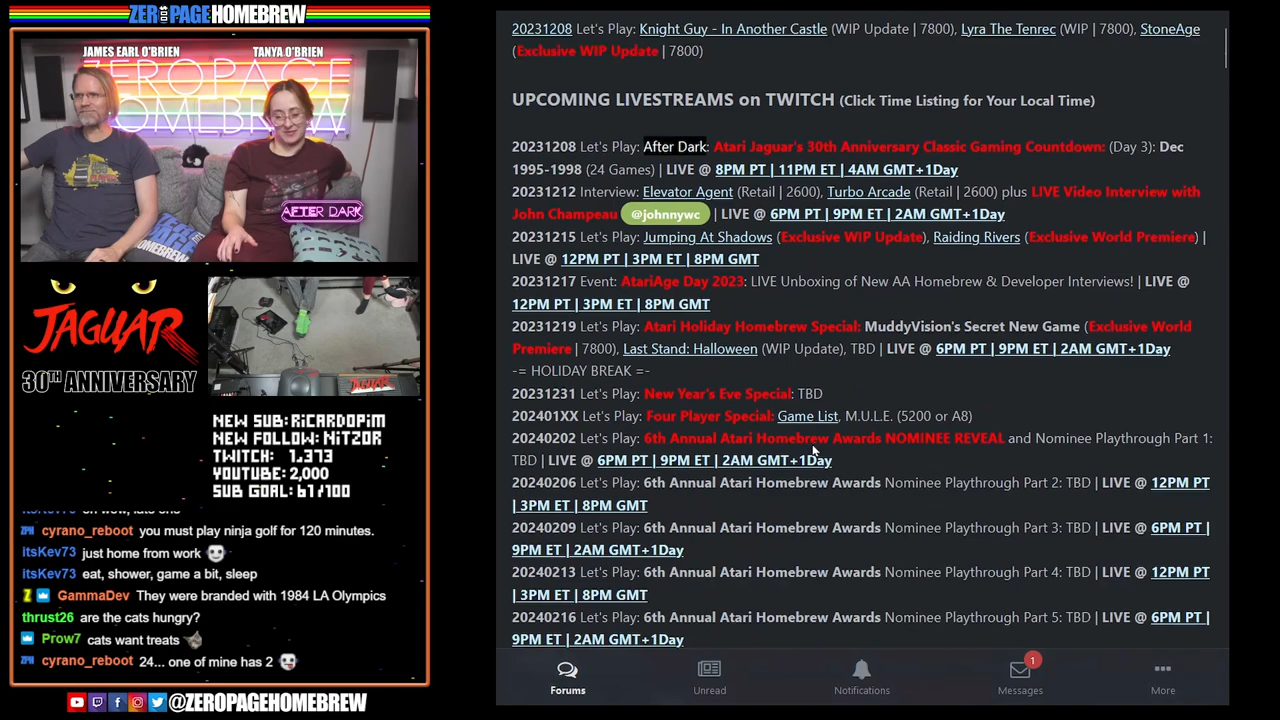 ZEROPAGEHOMEBREW
JAMES EARL O'BRIEN
TANYA O'BRIEN
ZEROPAGE
HOMEBREW
AFTER DARK
HOMEBREW
JAGUAR
30TH ANNIVERSARY
JAGUAR
NEW SUB: RiCARDOPiM
NEW FOLLOW: NiTZOR
TWITCH: 1,373
YOUTUBE: 2,000
SUB GOAL: 67/100
cyrano_reboot you must play ninja golf for 120 minutes.
itsKev73 just home from work
itsKev73 eat, shower, game a bit, sleep
GammaDev They were branded with 1984 LA Olympics
thrust26 are the cats hungry?
Prow7 cats want treats
cyrano_reboot 24... one of mine has 2
@ZEROPAGEHOMEBREW
20231208 Let's Play: Knight Guy - In Another Castle (WIP Update | 7800), Lyra The Tenrec (WIP | 7800), StoneAge
(Exclusive WIP Update | 7800)
UPCOMING LIVESTREAMS on TWITCH (Click Time Listing for Your Local Time)
20231208 Let's Play: After Dark: Atari Jaguar's 30th Anniversary Classic Gaming Countdown: (Day 3): Dec
1995-1998 (24 Games) | LIVE @ 8PM PT | 11PM ET | 4AM GMT+1Day
20231212 Interview: Elevator Agent (Retail | 2600), Turbo Arcade (Retail | 2600) plus LIVE Video Interview with
John Champeau @johnnywc | LIVE @ 6PM PT | 9PM ET | 2AM GMT+1Day
20231215 Let's Play: Jumping At Shadows (Exclusive WIP Update), Raiding Rivers (Exclusive World Premiere) |
LIVE @ 12PM PT | 3PM ET | 8PM GMT
20231217 Event: AtariAge Day 2023: LIVE Unboxing of New AA Homebrew & Developer Interviews! | LIVE @
12PM PT | 3PM ET | 8PM GMT
20231219 Let's Play: Atari Holiday Homebrew Special: MuddyVision's Secret New Game (Exclusive World
Premiere | 7800), Last Stand: Halloween (WIP Update), TBD | LIVE @ 6PM PT | 9PM ET | 2AM GMT+1Day
-= HOLIDAY BREAK =-
20231231 Let's Play: New Year's Eve Special: TBD
202401XX Let's Play: Four Player Special: Game List, M.U.L.E. (5200 or A8)
20240202 Let's Play: 6th Annual Atari Homebrew Awards NOMINEE REVEAL and Nominee Playthrough Part 1:
TBD | LIVE @ 6PM PT | 9PM ET | 2AM GMT+1Day
20240206 Let's Play: 6th Annual Atari Homebrew Awards Nominee Playthrough Part 2: TBD | LIVE @ 12PM PT
| 3PM ET | 8PM GMT
20240209 Let's Play: 6th Annual Atari Homebrew Awards Nominee Playthrough Part 3: TBD | LIVE @ 6PM PT |
9PM ET | 2AM GMT+1Day
20240213 Let's Play: 6th Annual Atari Homebrew Awards Nominee Playthrough Part 4: TBD | LIVE @ 12PM PT
| 3PM ET | 8PM GMT
20240216 Let's Play: 6th Annual Atari Homebrew Awards Nominee Playthrough Part 5: TBD | LIVE @ 6PM PT |
9PM ET | 2AM GMT+1Day
1
Forums
Unread
Notifications
Messages
More